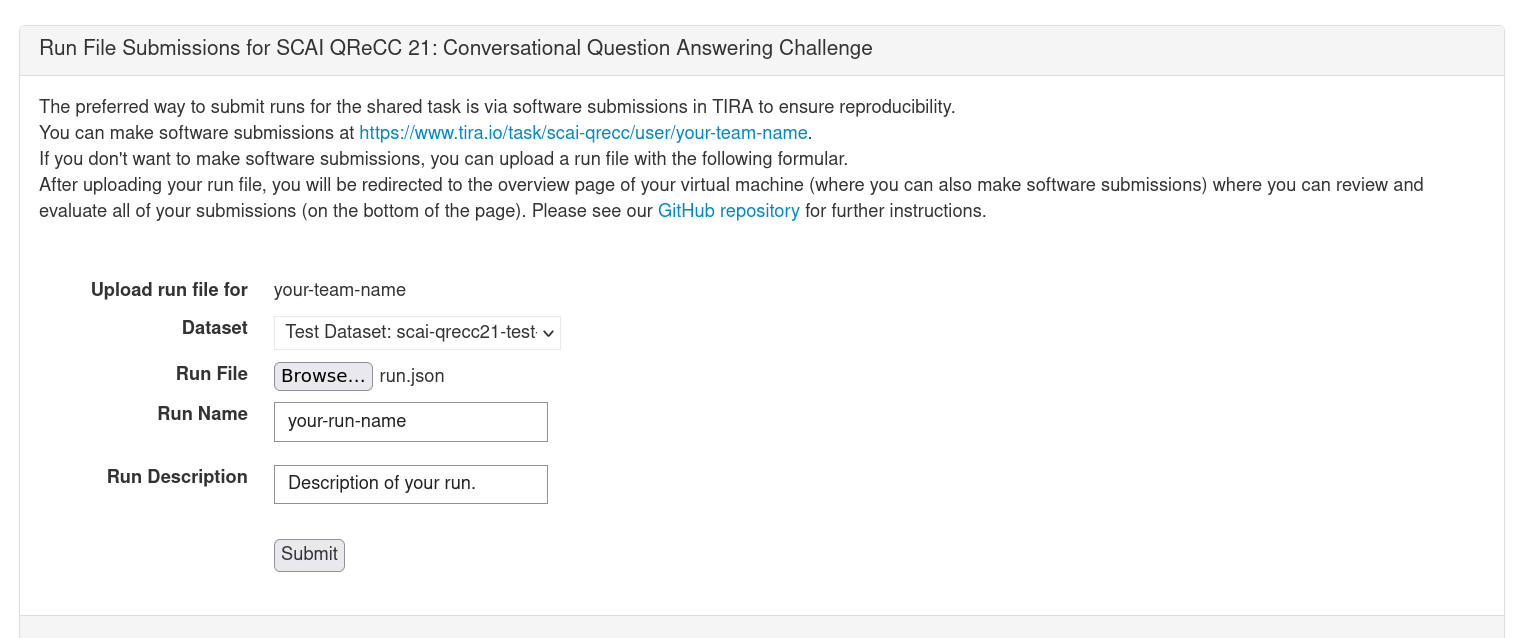 Run File Submissions for SCAI QReCC 21: Conversational Question Answering Challenge
The preferred way to submit runs for the shared task is via software submissions in TIRA to ensure reproducibility.
You can make software submissions at https://www.tira.io/task/scai-qrecc/user/your-team-name.
If you don't want to make software submissions, you can upload a run file with the following formular.
After uploading your run file, you will be redirected to the overview page of your virtual machine (where you can also make software submissions) where you can review and
evaluate all of your submissions (on the bottom of the page). Please see our GitHub repository for further instructions.
Upload run file for your-team-name
Dataset Test Dataset: scai-qrecc21-test-
Run File Browse... run.json
Run Name your-run-name
Run Description Description of your run.
Submit